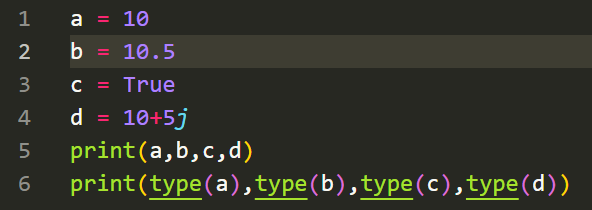 1 a = 10
2 b = 10.5
3 c = True
4 d = 10+5j
5 print(a,b,c,d)
6 print(type(a),type(b),type(c),type(d))